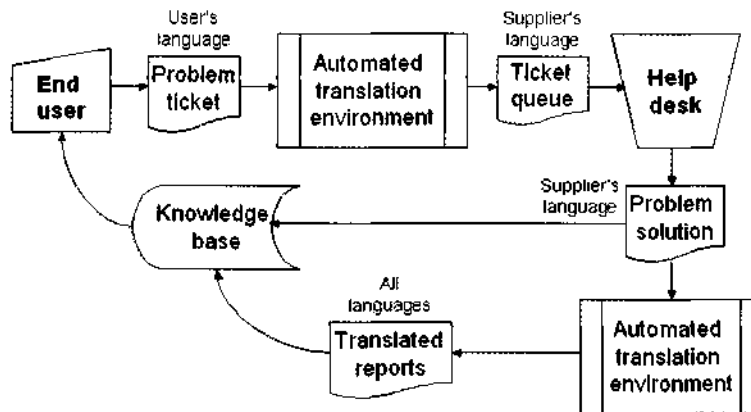 User's
language
Supplier's
language
End
user
Problem
ticket
Automated
translation
environment
Ticket
queue
Help
desk
Supplier's
language
Knowledge
base
Problem
solution
All
languages
Translated
reports
Automated
translation
environment